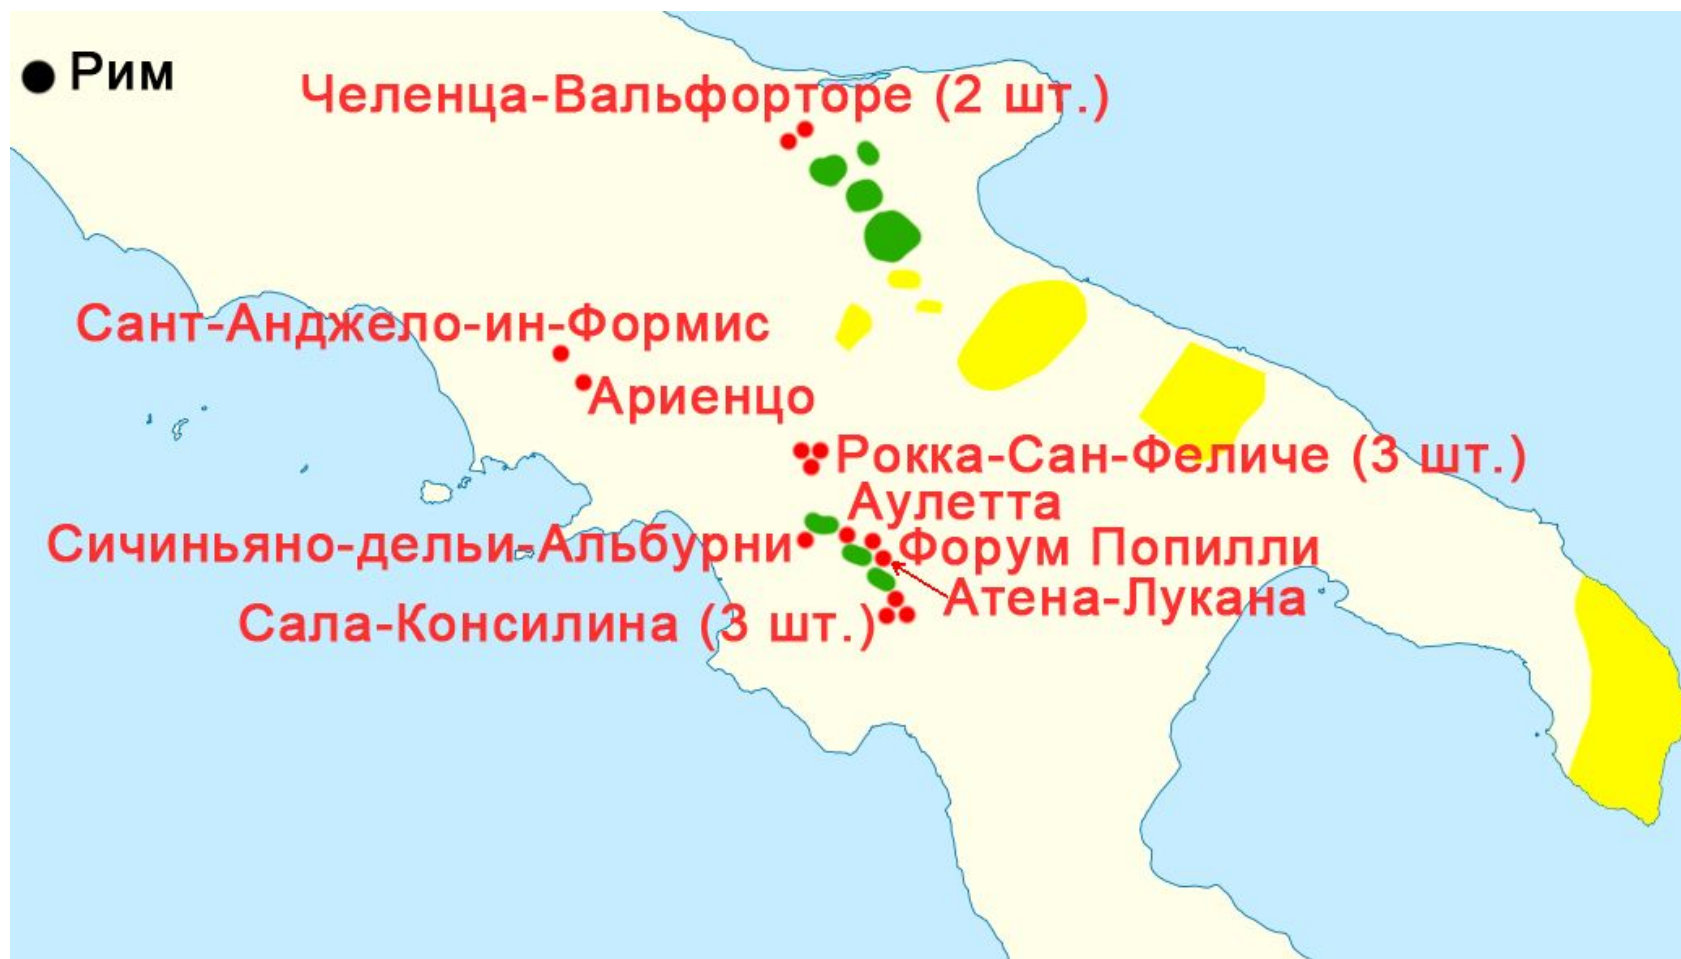 Рим
Челенца-Вальфорторе (2 шт.)
Сант-Анджело-ин-Формис
Ариенцо
Рокка-Сан-Феличе (3 шт.)
Аулетта
Сичиньяно-дельи-Альбурни
Форум Попилли
Атена-Лукана
Сала-Консилина (3 шт.)